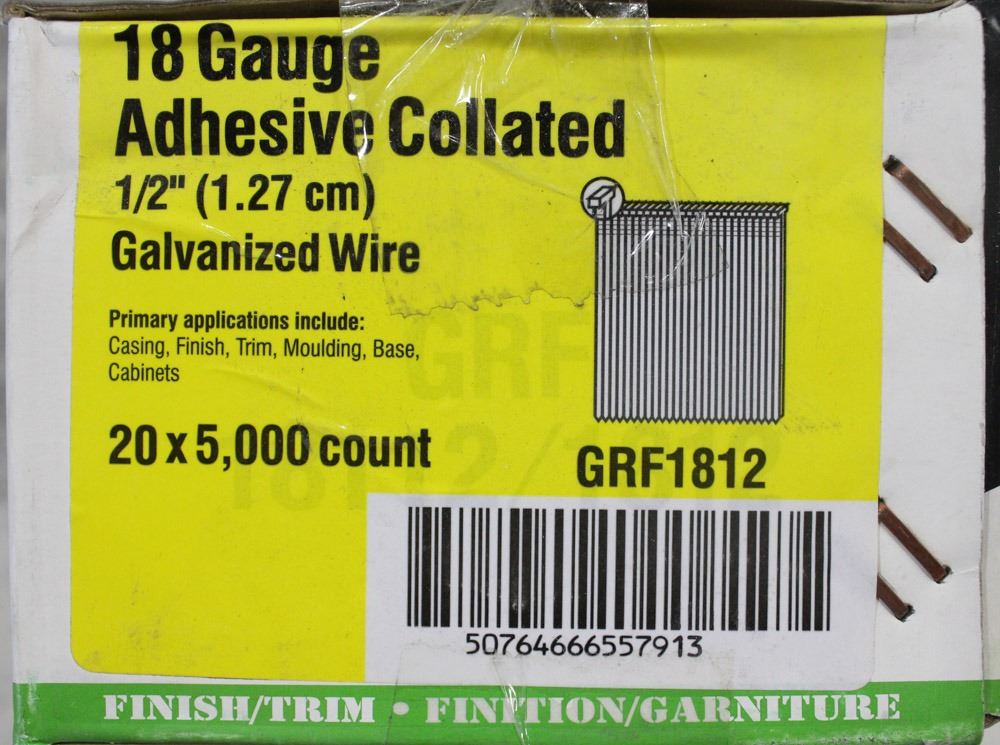 18 Gauge
Adhesive Collated
1/2" (1.27 cm)
Galvanized Wire
Primary applications include:
Casing, Finish, Trim, Moulding, Base,
Cabinets
20 x 5,000 count
GRF
GRF1812
50764666557913
FINISH/TRIM • FINITION/GARNITURE